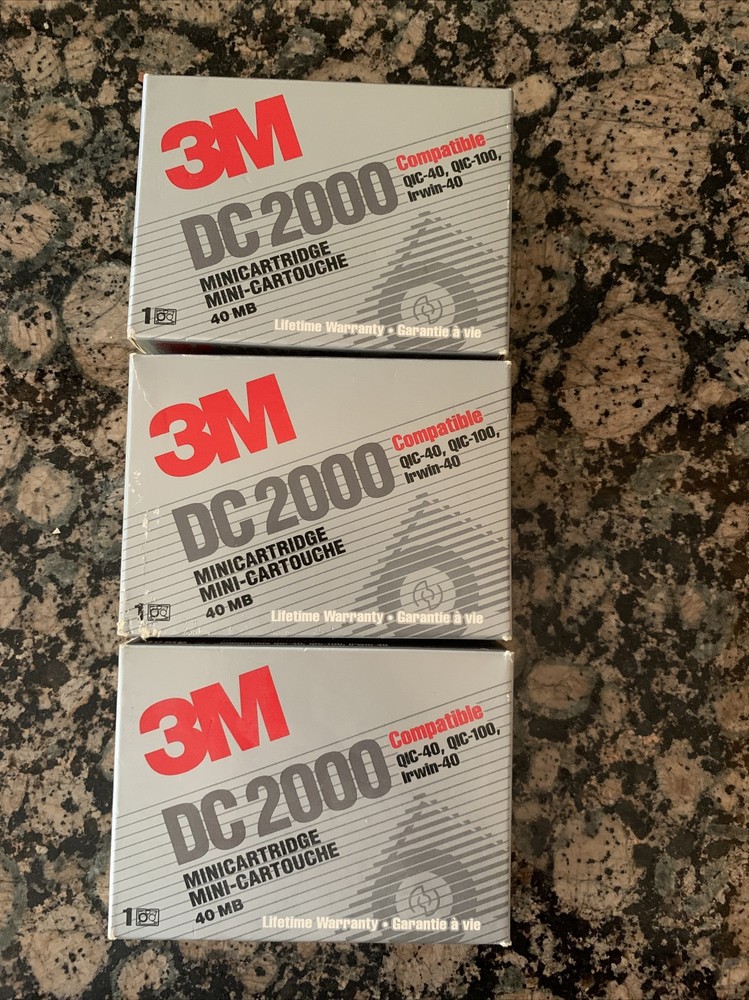 3M
Compatible
QIC-40, QIC-100,
Irwin-40
DC 2000
MINICARTRIDGE
MINI-CARTOUCHE
40 MB
1
Lifetime Warranty • Garantie à vie
3M
Compatible
QIC-40, QIC-100,
Irwin-40
DC 2000
MINICARTRIDGE
MINI-CARTOUCHE
40 MB
1
Lifetime Warranty • Garantie à vie
3M
Compatible
QIC-40, QIC-100,
Irwin-40
DC 2000
MINICARTRIDGE
MINI-CARTOUCHE
40 MB
1
Lifetime Warranty • Garantie à vie